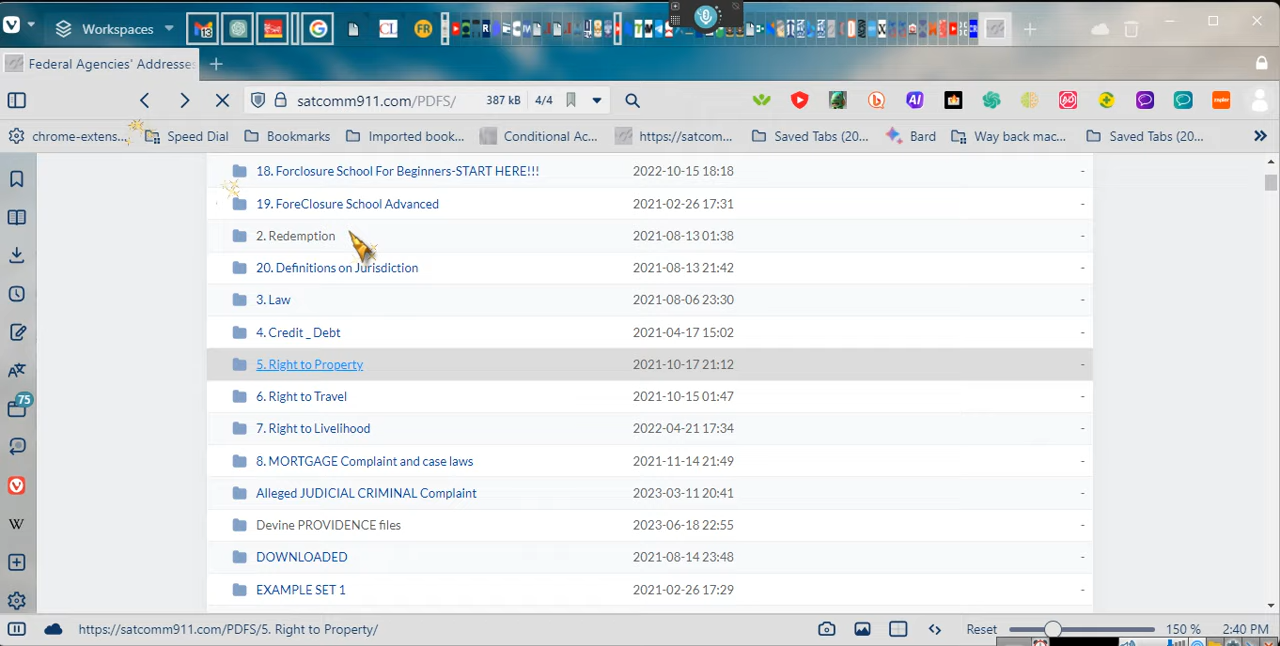 Workspaces
13
CL
FR
Federal Agencies' Addresse
satcomm911.com/PDFS/ 387 kB 4/4
AI
zapier
chrome-extens... Speed Dial Bookmarks Imported book... Conditional Ac... https://satcom... Saved Tabs (20... Bard Way back mac... Saved Tabs (20...
18. Forclosure School For Beginners-START HERE!!! 2022-10-15 18:18 -
19. ForeClosure School Advanced 2021-02-26 17:31 -
2. Redemption 2021-08-13 01:38 -
20. Definitions on Jurisdiction 2021-08-13 21:42 -
3. Law 2021-08-06 23:30 -
4. Credit _ Debt 2021-04-17 15:02 -
5. Right to Property 2021-10-17 21:12 -
6. Right to Travel 2021-10-15 01:47 -
7. Right to Livelihood 2022-04-21 17:34 -
8. MORTGAGE Complaint and case laws 2021-11-14 21:49 -
Alleged JUDICIAL CRIMINAL Complaint 2023-03-11 20:41 -
Devine PROVIDENCE files 2023-06-18 22:55 -
DOWNLOADED 2021-08-14 23:48 -
EXAMPLE SET 1 2021-02-26 17:29 -
75
W
https://satcomm911.com/PDFS/5. Right to Property/ Reset 150 % 2:40 PM